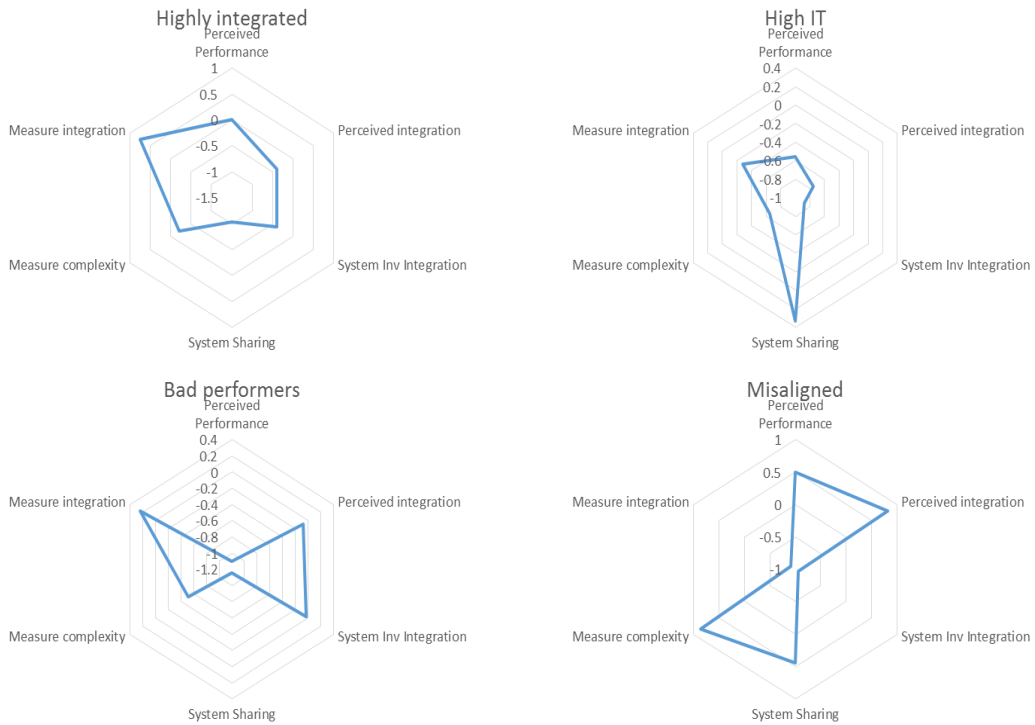 Highly integrated
Perceived
Performance
1
0.5
0
-0.5
-1
-1.5
Measure integration
Perceived integration
Measure complexity
System Inv Integration
System Sharing
High IT
Perceived
Performance
0.4
0.2
0
-0.2
-0.4
-0.6
-0.8
-1
Measure integration
Perceived integration
Measure complexity
System Inv Integration
System Sharing
Bad performers
Perceived
Performance
0.4
0.2
0
-0.2
-0.4
-0.6
-0.8
-1
-1.2
Measure integration
Perceived integration
Measure complexity
System Inv Integration
System Sharing
Misaligned
Perceived
Performance
1
0.5
0
-0.5
-1
Measure integration
Perceived integration
Measure complexity
System Inv Integration
System Sharing